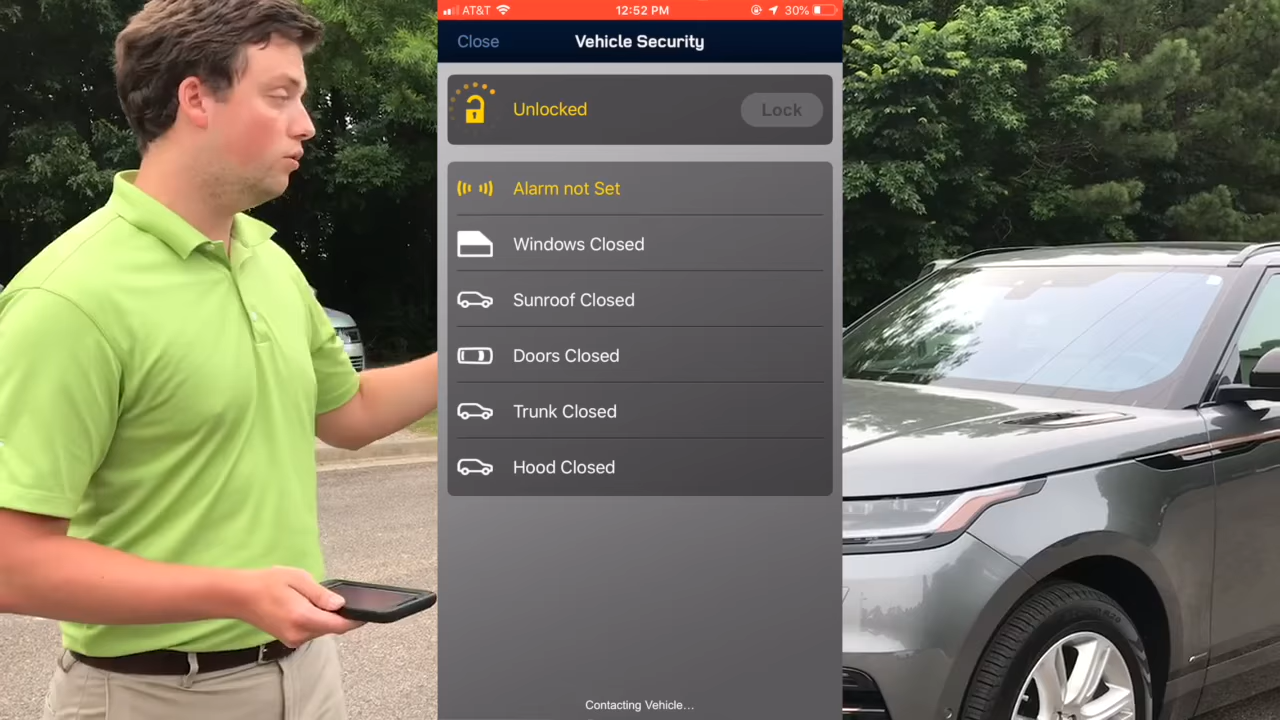 AT&T 12:52 PM 30%
Close Vehicle Security
Unlocked Lock
Alarm not Set
Windows Closed
Sunroof Closed
Doors Closed
Trunk Closed
Hood Closed
Contacting Vehicle...